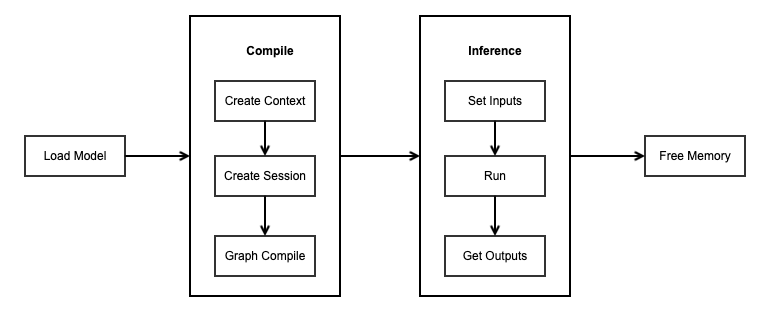 Load Model
Compile
Create Context
Create Session
Graph Compile
Inference
Set Inputs
Run
Get Outputs
Free Memory